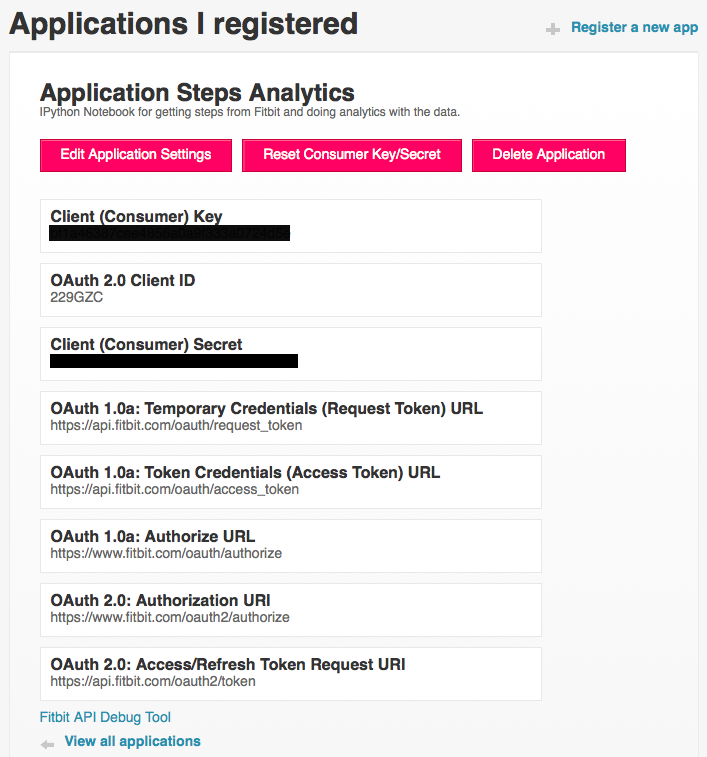 Applications I registered
Register a new app
Application Steps Analytics
IPython Notebook for getting steps from Fitbit and doing analytics with the data.
Edit Application Settings
Reset Consumer Key/Secret
Delete Application
Client (Consumer) Key
OAuth 2.0 Client ID
229GZC
Client (Consumer) Secret
OAuth 1.0a: Temporary Credentials (Request Token) URL
https://api.fitbit.com/oauth/request_token
OAuth 1.0a: Token Credentials (Access Token) URL
https://api.fitbit.com/oauth/access_token
OAuth 1.0a: Authorize URL
https://www.fitbit.com/oauth/authorize
OAuth 2.0: Authorization URI
https://www.fitbit.com/oauth2/authorize
OAuth 2.0: Access/Refresh Token Request URI
https://api.fitbit.com/oauth2/token
Fitbit API Debug Tool
View all applications